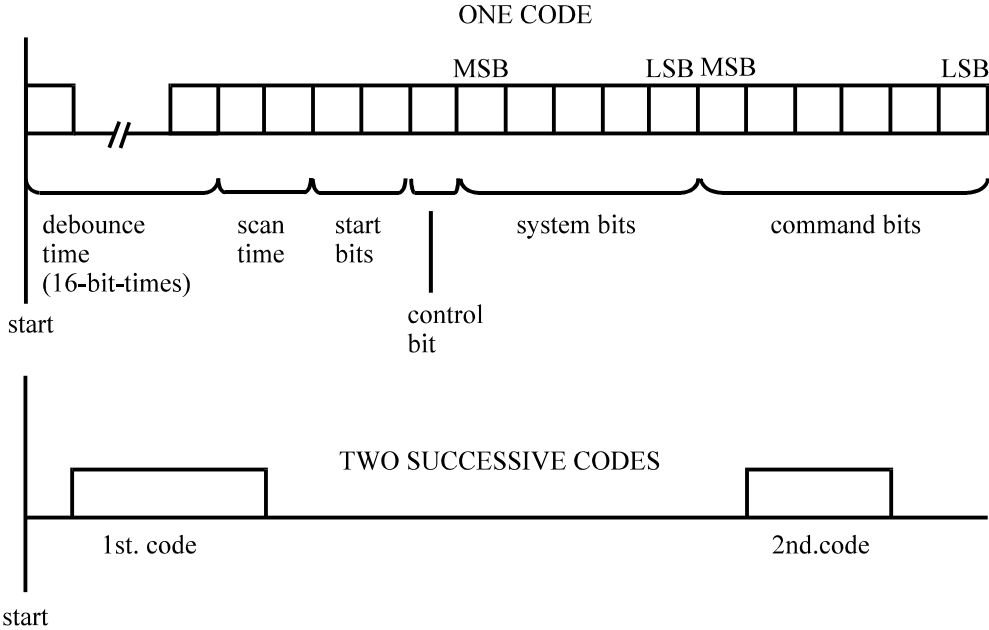 ONE CODE
MSB LSB MSB LSB
debounce
time
(16-bit-times)
scan
time
start
bits
system bits
command bits
control
bit
start
TWO SUCCESSIVE CODES
1st. code
2nd.code
start